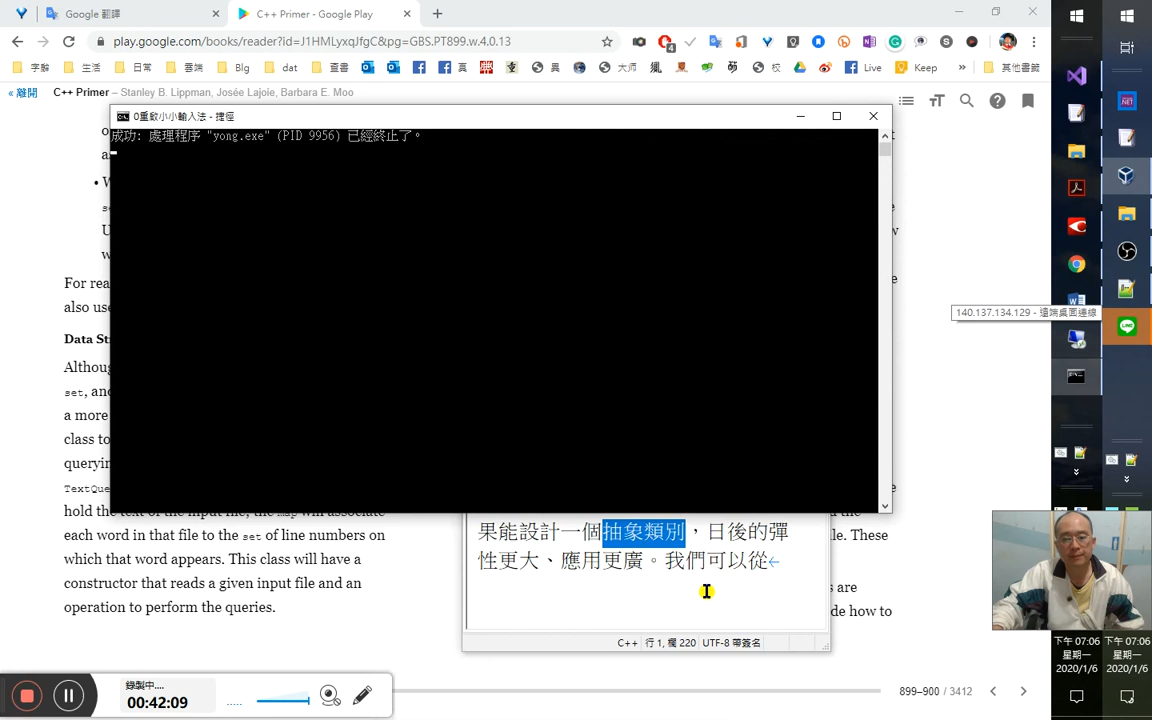 Google 翻譯
C++ Primer - Google Play
play.google.com/books/reader?id=J1HMLyxqJfgC&pg=GBS.PT899.w.4.0.13
字辭 生活 日常 雲端 Blg dat 查書 真 異 大师 校 Live Keep 其他書籤
« 離開 C++ Primer – Stanley B. Lippman, Josée Lajoie, Barbara E. Moo
0重啟小小輸入法 - 捷徑
成功: 處理程序 "yong.exe" (PID 9956) 已經終止了。
For rea
also use
Data St
Althoug
set, and
a more
class to
querying
TextQue
hold the text of the input file, the map will associate
each word in that file to the set of line numbers on
which that word appears. This class will have a
constructor that reads a given input file and an
operation to perform the queries.
le. These
s are
de how to
果能設計一個抽象類別，日後的彈
性更大、應用更廣。我們可以從←
C++ 行 1, 欄 220 UTF-8 帶簽名
899–900 / 3412
140.137.134.129 - 遠端桌面連線
錄製中....
00:42:09
下午 07:06
星期一
2020/1/6
下午 07:06
星期一
2020/1/6